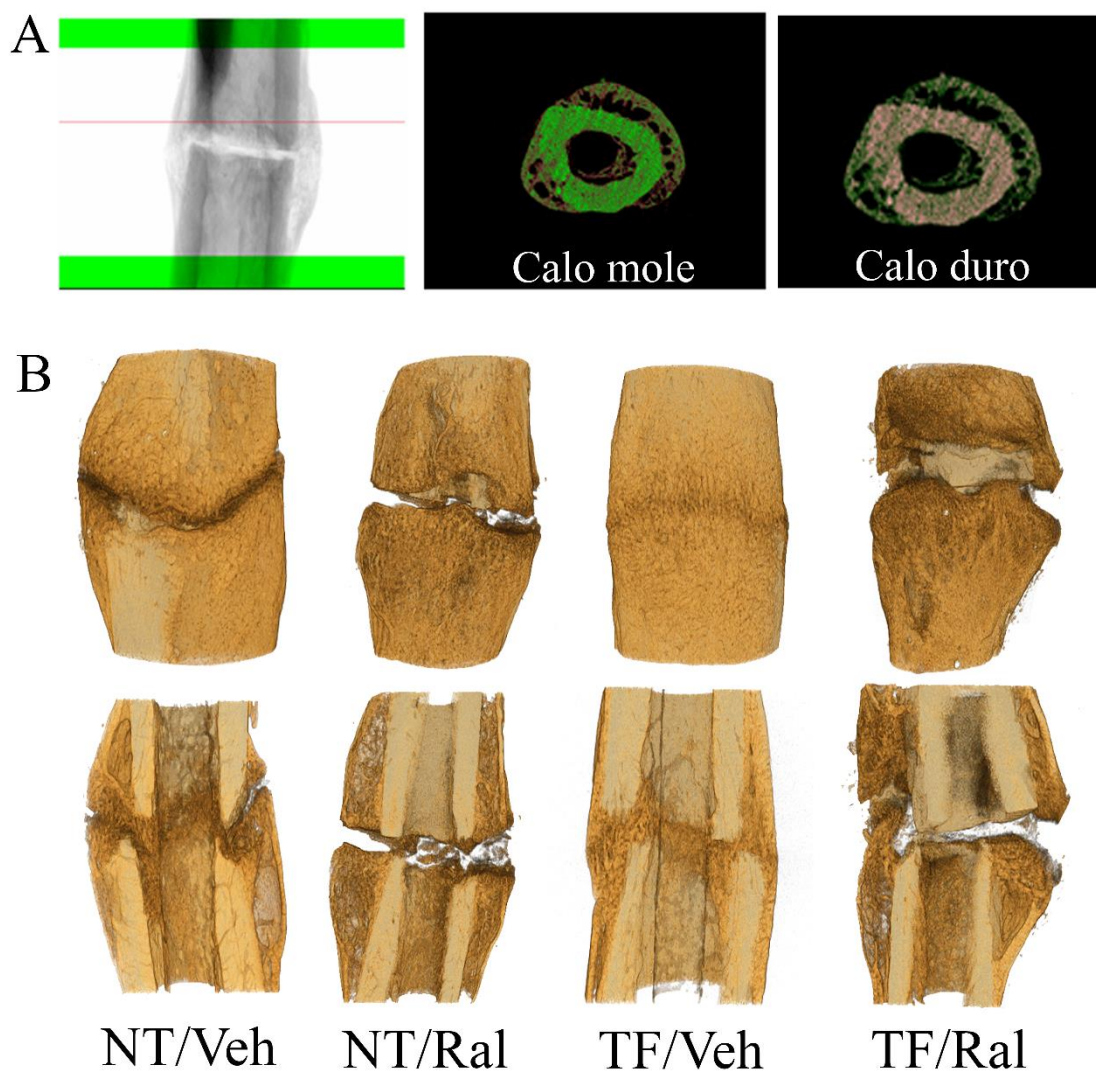 A
Calo mole
Calo duro
B
NT/Veh
NT/Ral
TF/Veh
TF/Ral